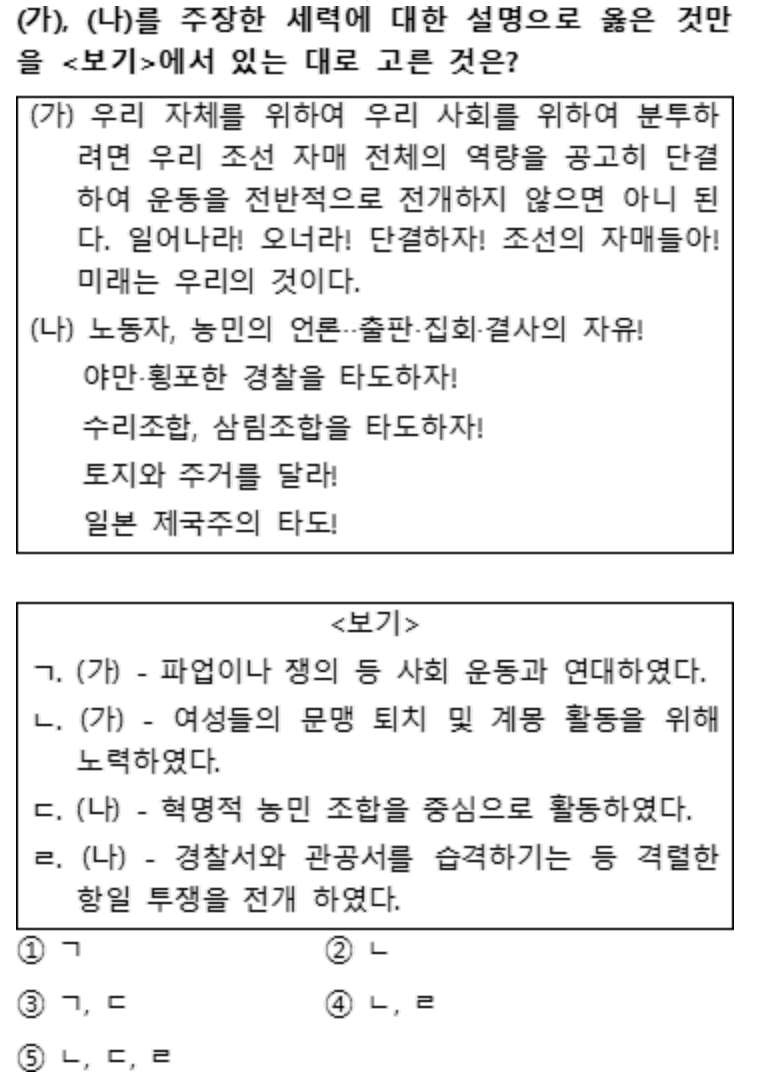 (가), (나)를 주장한 세력에 대한 설명으로 옳은 것만
을 <보기>에서 있는 대로 고른 것은?
(가) 우리 자체를 위하여 우리 사회를 위하여 분투하
려면 우리 조선 자매 전체의 역량을 공고히 단결
하여 운동을 전반적으로 전개하지 않으면 아니 된
다. 일어나라! 오너라! 단결하자! 조선의 자매들아!
미래는 우리의 것이다.
(나) 노동자, 농민의 언론··출판·집회·결사의 자유!
야만·횡포한 경찰을 타도하자!
수리조합, 삼림조합을 타도하자!
토지와 주거를 달라!
일본 제국주의 타도!
<보기>
ㄱ. (가) - 파업이나 쟁의 등 사회 운동과 연대하였다.
ㄴ. (가) - 여성들의 문맹 퇴치 및 계몽 활동을 위해
노력하였다.
ㄷ. (나) - 혁명적 농민 조합을 중심으로 활동하였다.
ㄹ. (나) - 경찰서와 관공서를 습격하기는 등 격렬한
항일 투쟁을 전개 하였다.
① ㄱ ② ㄴ
③ ㄱ, ㄷ ④ ㄴ, ㄹ
⑤ ㄴ, ㄷ, ㄹ